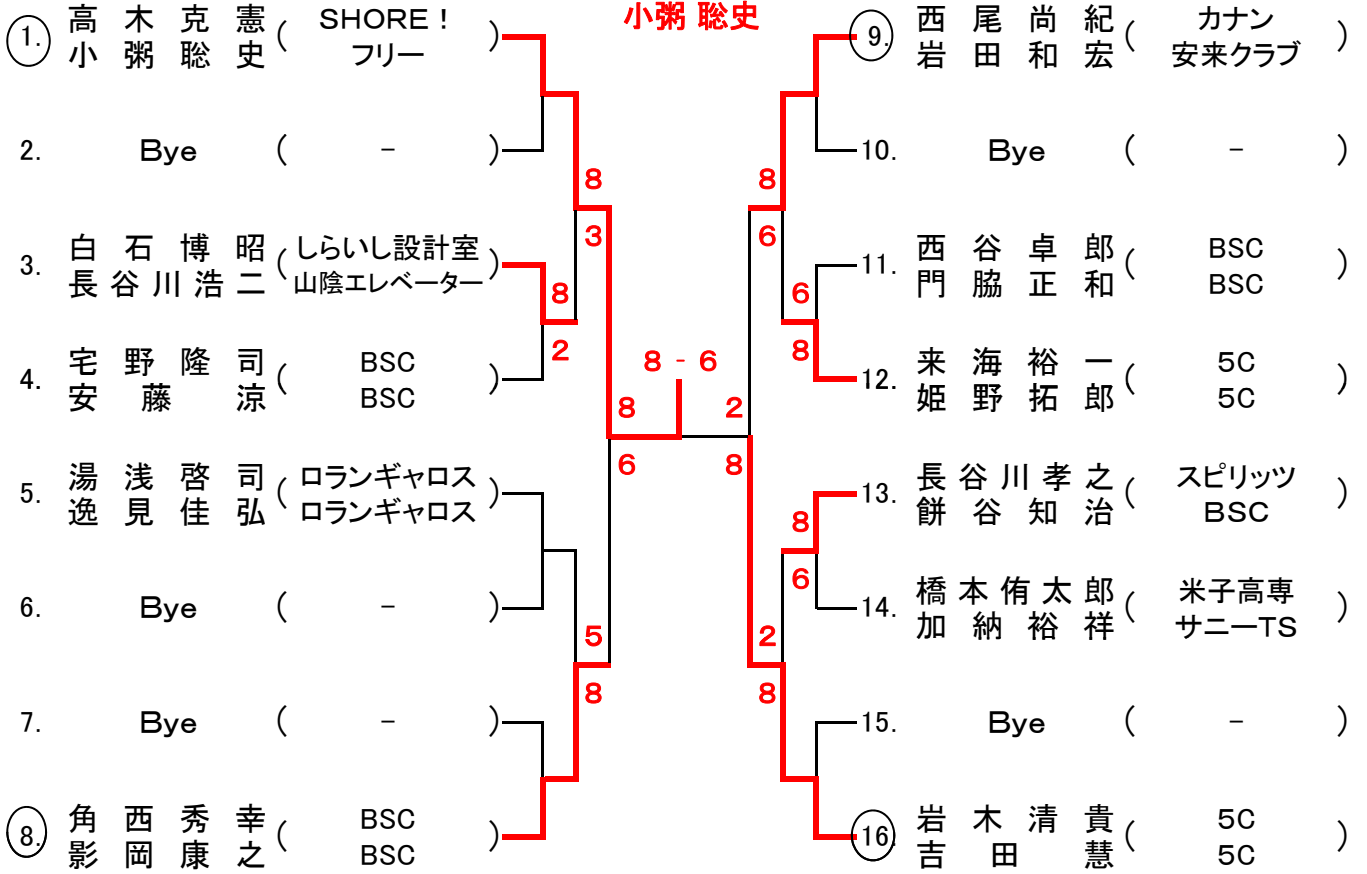 小粥 聡史
1. 高木克憲 ( SHORE！ )
小粥聡史 フリー
2. Bye ( － )
8
3
3. 白石博昭 ( しらいし設計室 )
長谷川浩二 山陰エレベーター
8
2
4. 宅野隆司 ( BSC )
安藤涼 BSC
8
6
5. 湯浅啓司 ( ロランギャロス )
逸見佳弘 ロランギャロス
6. Bye ( － )
5
8
7. Bye ( － )
8. 角西秀幸 ( BSC )
影岡康之 BSC
8 - 6
9. 西尾尚紀 ( カナン )
岩田和宏 安来クラブ
10. Bye ( － )
8
6
11. 西谷卓郎 ( BSC )
門脇正和 BSC
6
8
12. 来海裕一 ( 5C )
姫野拓郎 5C
2
8
13. 長谷川孝之 ( スピリッツ )
餅谷知治 BSC
8
6
14. 橋本侑太郎 ( 米子高専 )
加納裕祥 サニーTS
2
8
15. Bye ( － )
16. 岩木清貴 ( 5C )
吉田慧 5C